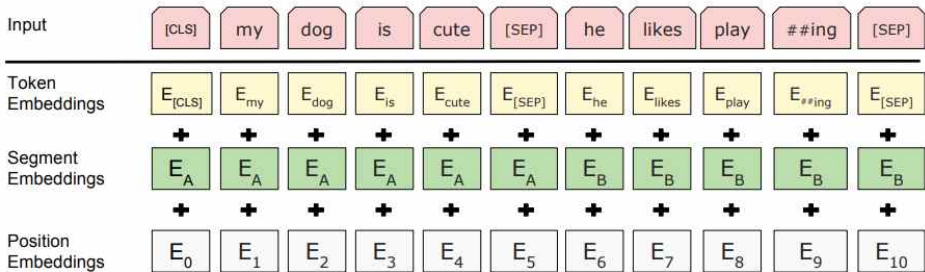 Input [CLS] my dog is cute [SEP] he likes play ##ing [SEP]
Token
Embeddings E[CLS] Emy Edog Eis Ecute E[SEP] Ehe Elikes Eplay E##ing E[SEP]
+ + + + + + + + + + +
Segment
Embeddings EA EA EA EA EA EA EB EB EB EB EB
+ + + + + + + + + + +
Position
Embeddings E0 E1 E2 E3 E4 E5 E6 E7 E8 E9 E10